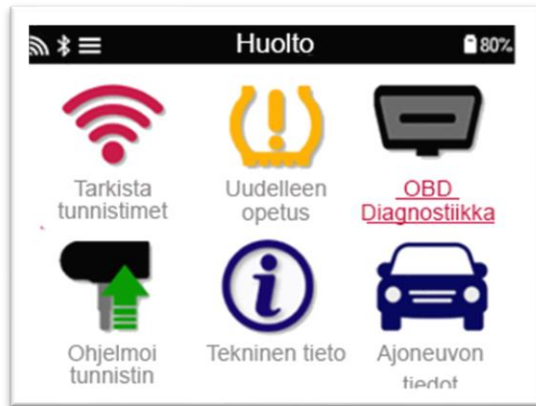 Huolto
80%
Tarkista
tunnistimet
Uudelleen
opetus
OBD
Diagnostiikka
Ohjelmoi
tunnistin
Tekninen tieto
Ajoneuvon
tiedot